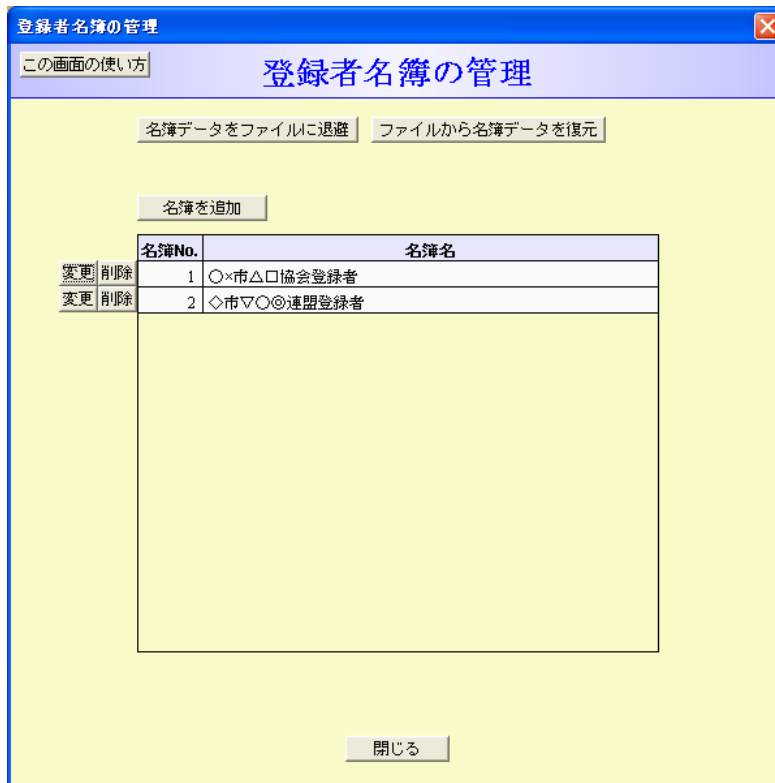 登録者名簿の管理
この画面の使い方
登録者名簿の管理
名簿データをファイルに退避 ファイルから名簿データを復元
名簿を追加
名簿No. 名簿名
変更 削除 1 〇×市△□協会登録者
変更 削除 2 ◇市▽〇◎連盟登録者
閉じる